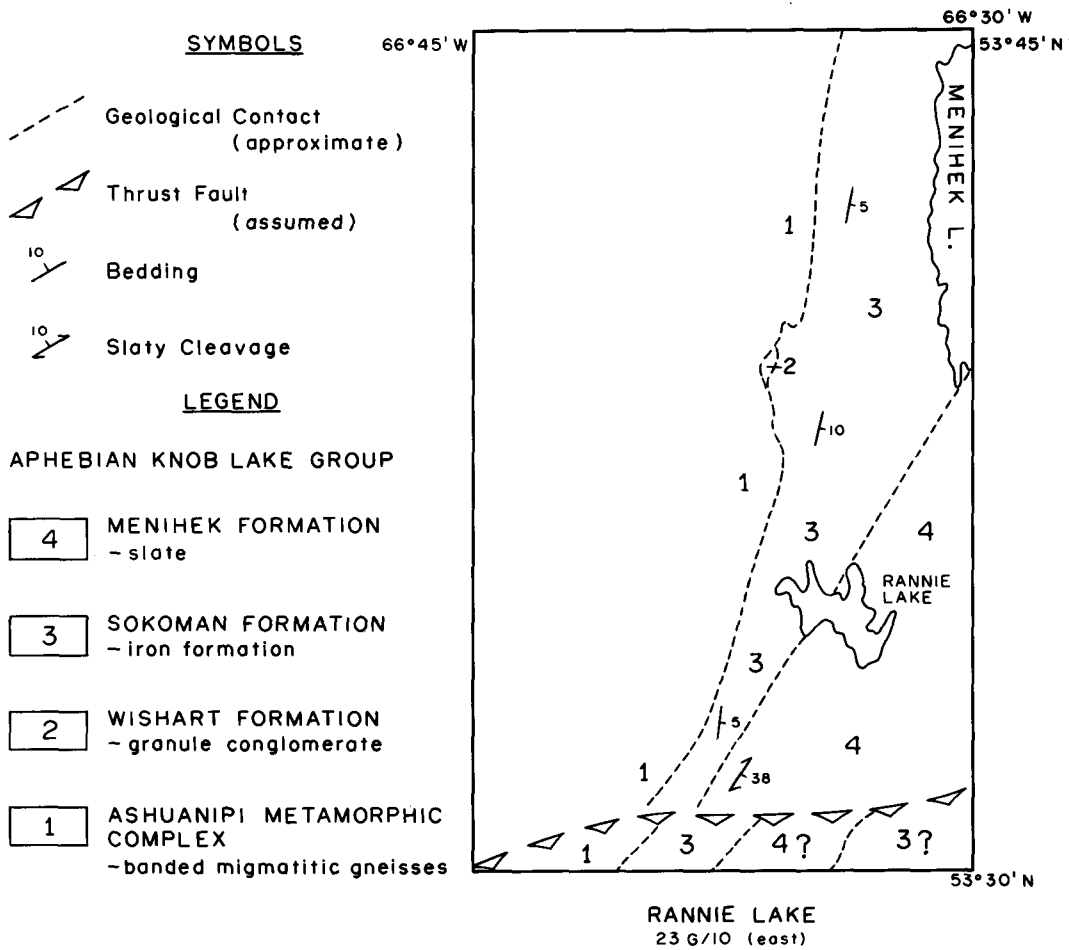 SYMBOLS
Geological Contact
(approximate)
Thrust Fault
(assumed)
10
Bedding
10
Slaty Cleavage
LEGEND
APHEBIAN KNOB LAKE GROUP
4
MENIHEK FORMATION
- slate
3
SOKOMAN FORMATION
- iron formation
2
WISHART FORMATION
- granule conglomerate
1
ASHUANIPI METAMORPHIC
COMPLEX
- banded migmatitic gneisses
66°45'W
66°30'W
53°45'N
MENIHEK L.
1
5
3
2
10
1
3
4
RANNIE
LAKE
3
5
4
1
38
1
3
4?
3?
53°30'N
RANNIE LAKE
23 G/10 (east)